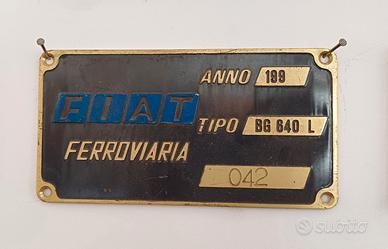 ANNO 199
FIAT
TIPO BG 640 L
FERROVIARIA
042
subito